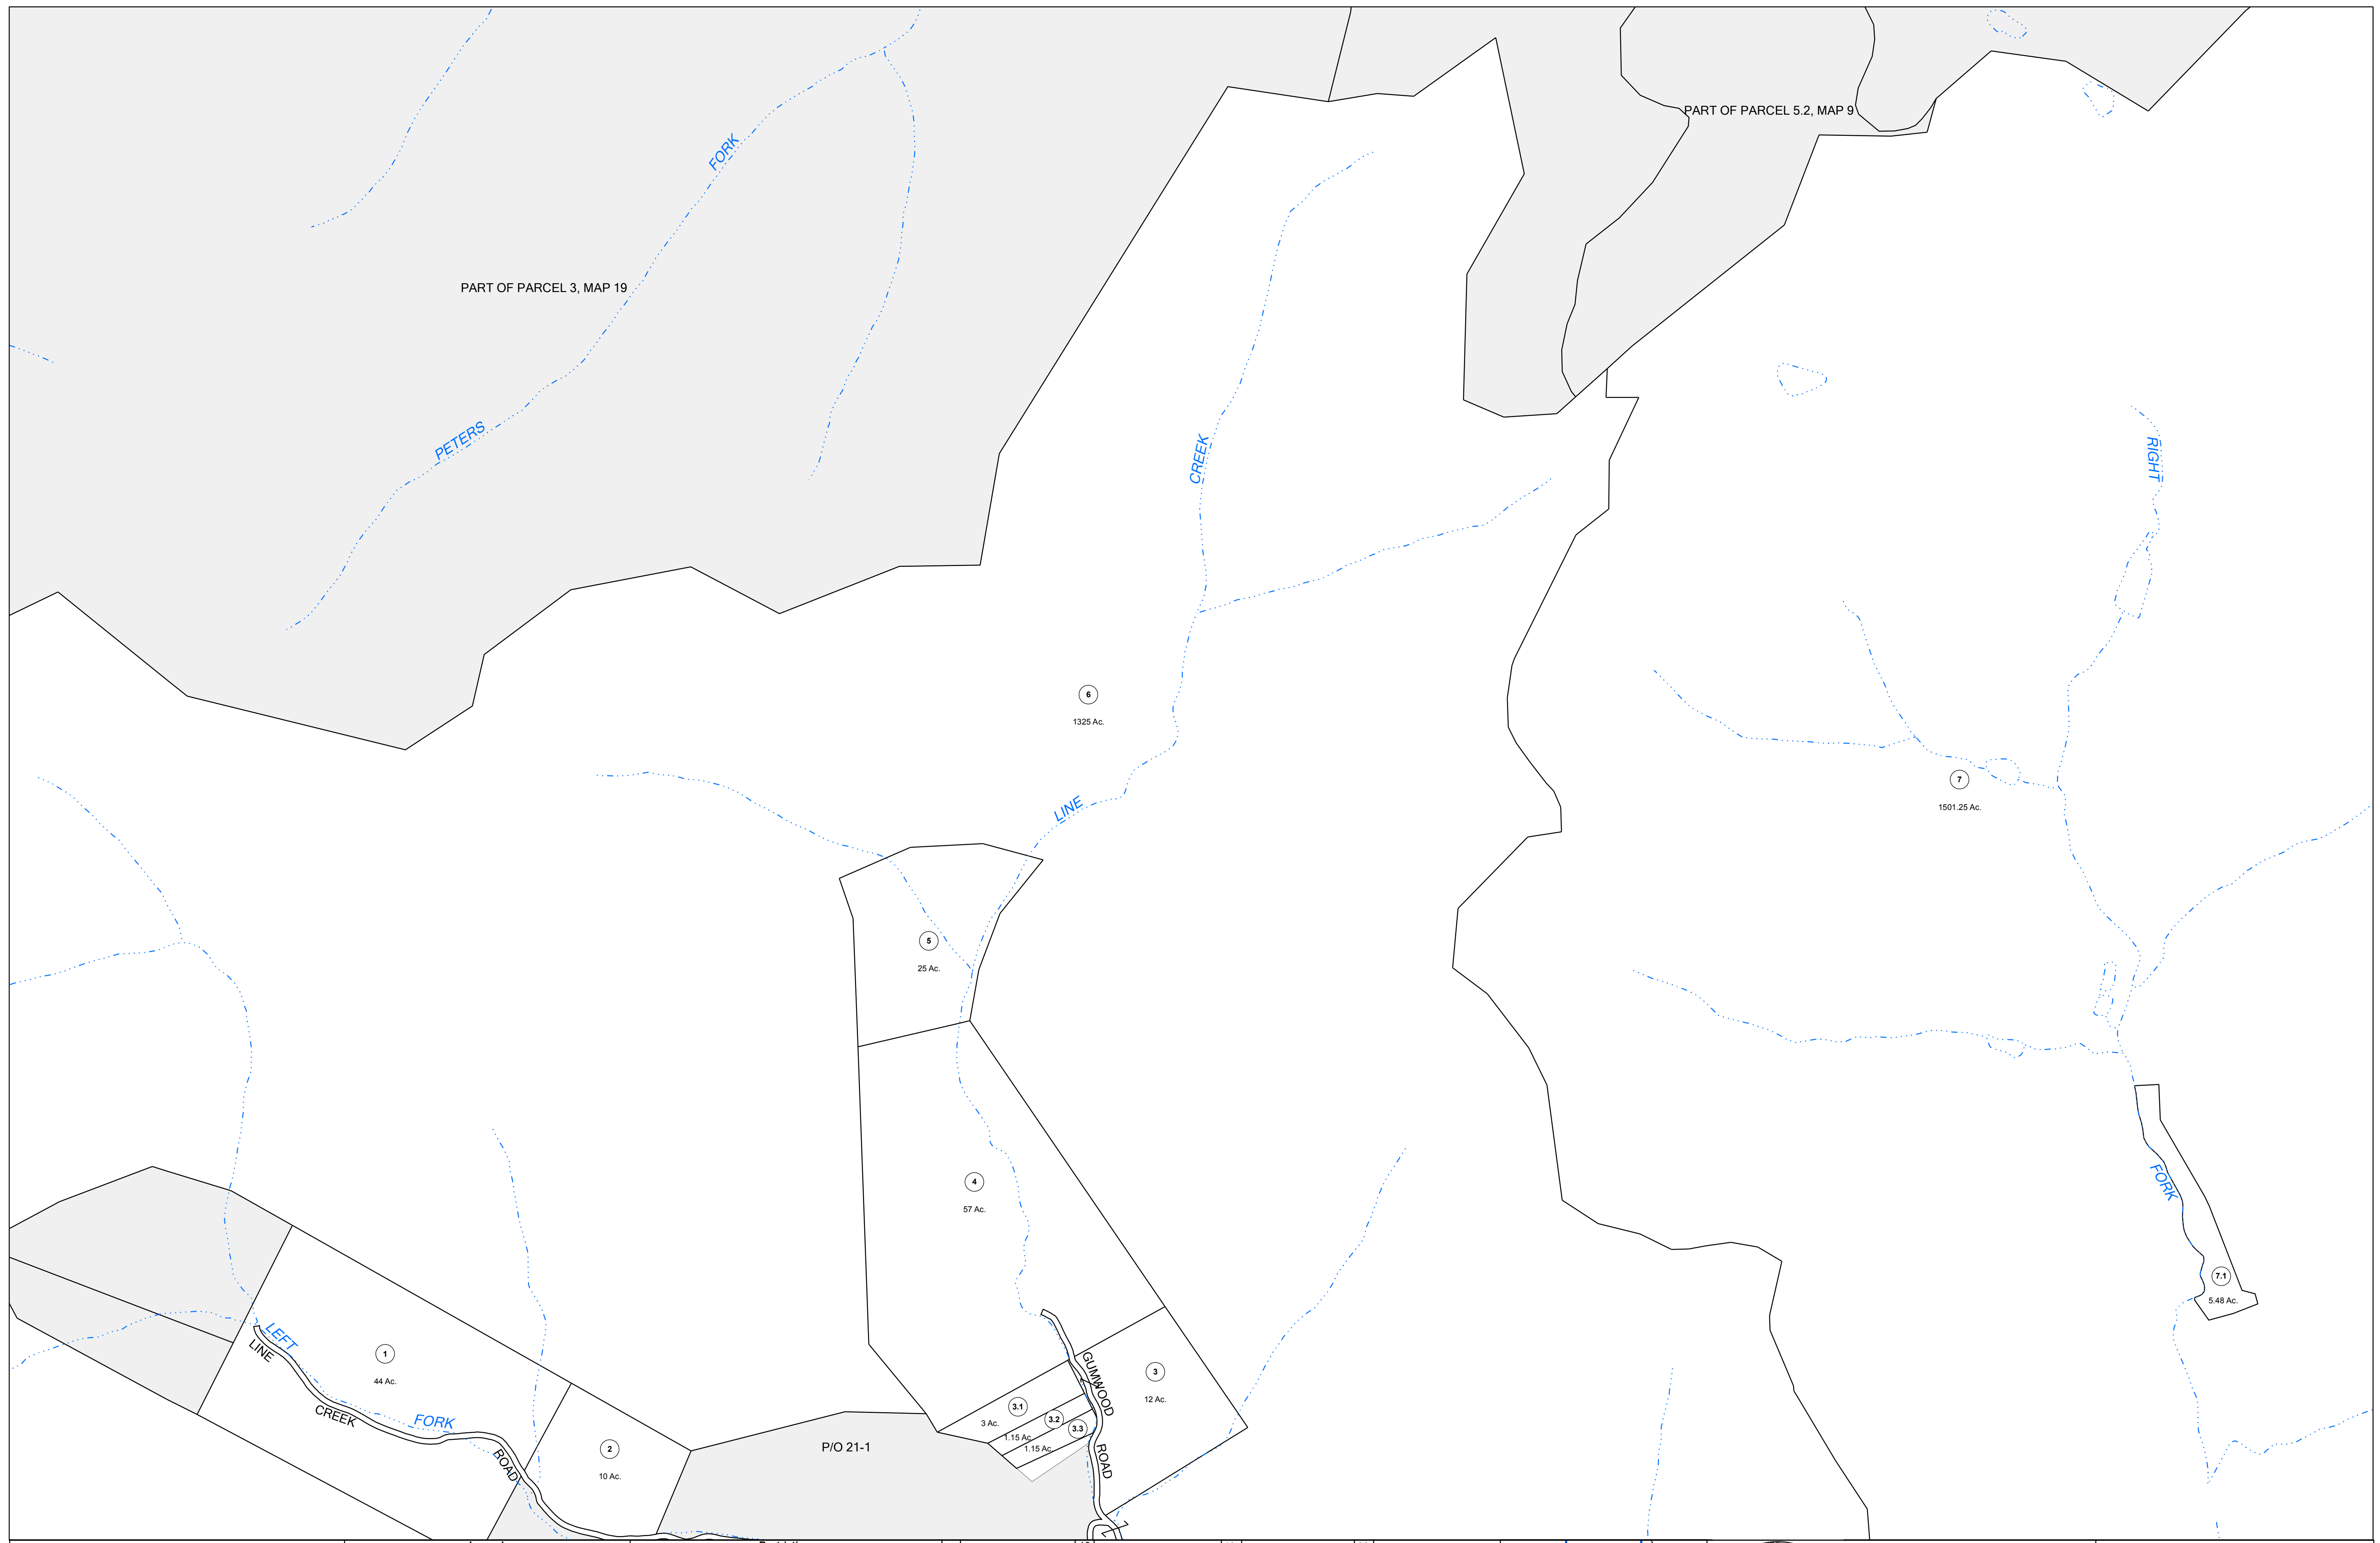 PART OF PARCEL 5.2, MAP 9
FORK
PART OF PARCEL 3, MAP 19
PETERS
CREEK
RIGHT
6
1325 Ac.
7
1501.25 Ac.
LINE
5
25 Ac.
4
57 Ac.
FORK
7.1
5.48 Ac.
LEFT
LINE
1
44 Ac.
GUMWOOD
3
12 Ac.
CREEK
FORK
3.1
3 Ac.
3.2
3.3
1.15 Ac.
1.15 Ac.
2
10 Ac.
P/O 21-1
ROAD
ROAD